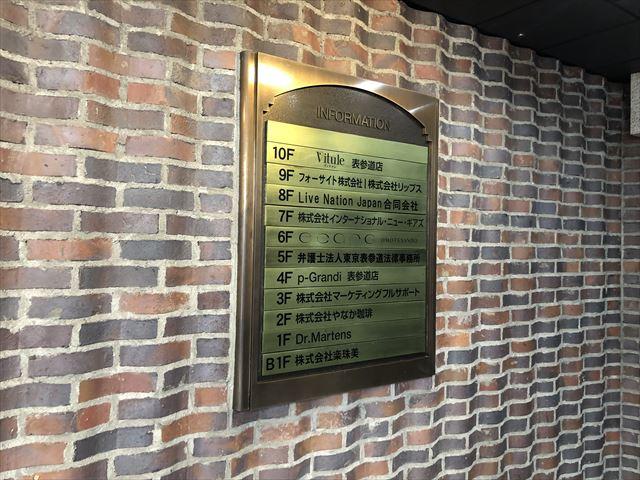 INFORMATION
10F Vitule 表参道店
9F フォーサイト株式会社 | 株式会社リップス
8F Live Nation Japan 合同会社
7F 株式会社インターナショナル・ニュー・ギアズ
6F OMOTESANDO
5F 弁護士法人東京表参道法律事務所
4F p-Grandi 表参道店
3F 株式会社マーケティングフルサポート
2F 株式会社やなか珈琲
1F Dr.Martens
B1F 株式会社楽珠美